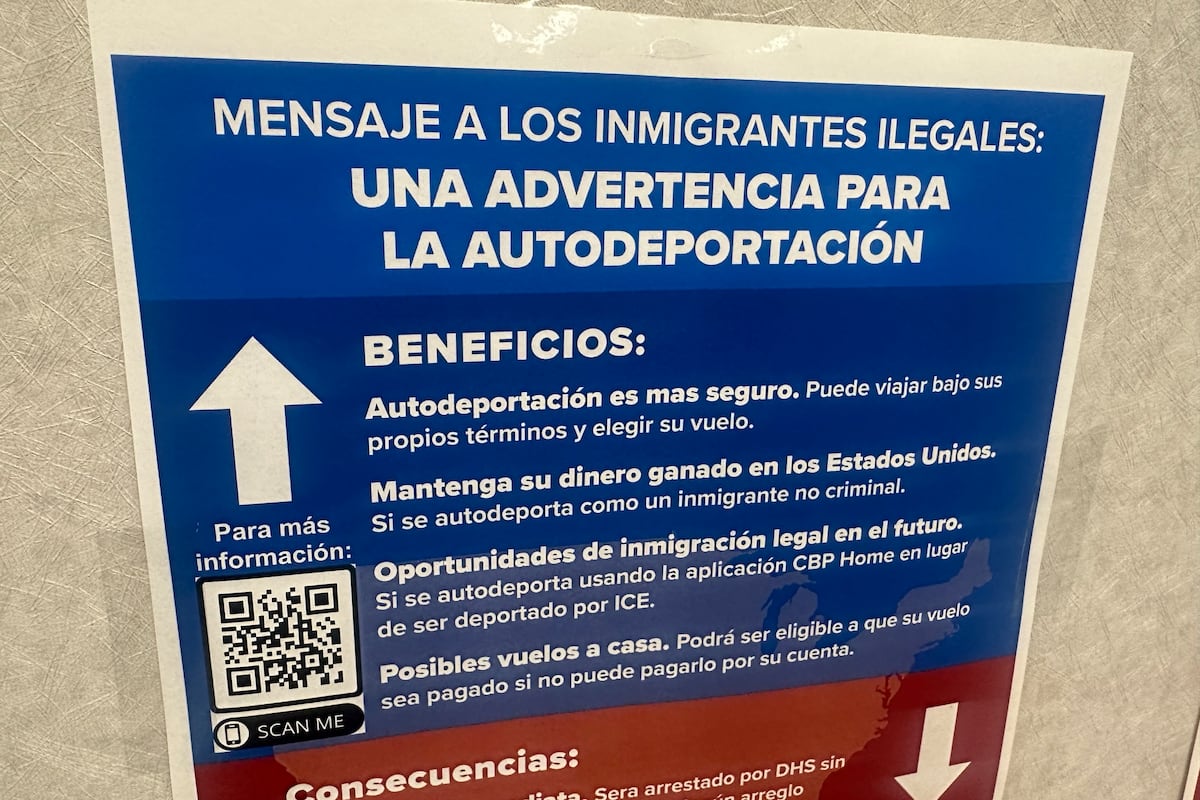 MENSAJE A LOS INMIGRANTES ILEGALES:
UNA ADVERTENCIA PARA
LA AUTODEPORTACIÓN
BENEFICIOS:
Autodeportación es mas seguro. Puede viajar bajo sus
propios términos y elegir su vuelo.
Mantenga su dinero ganado en los Estados Unidos.
Si se autodeporta como un inmigrante no criminal.
Oportunidades de inmigración legal en el futuro.
Si se autodeporta usando la aplicación CBP Home en lugar
de ser deportado por ICE.
Posibles vuelos a casa. Podrá ser eligible a que su vuelo
sea pagado si no puede pagarlo por su cuenta.
Para más
información:
SCAN ME
Consecuencias:
Sera arrestado por DHS sin
arreglo